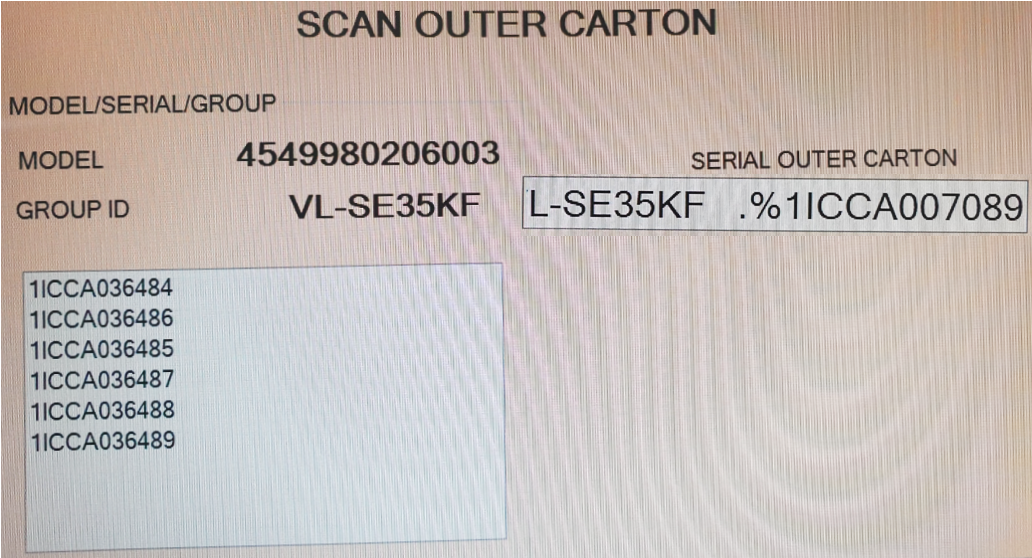 SCAN OUTER CARTON
MODEL/SERIAL/GROUP
MODEL 4549980206003
SERIAL OUTER CARTON
GROUP ID VL-SE35KF
L-SE35KF .%1ICCA007089
1ICCA036484
1ICCA036486
1ICCA036485
1ICCA036487
1ICCA036488
1ICCA036489